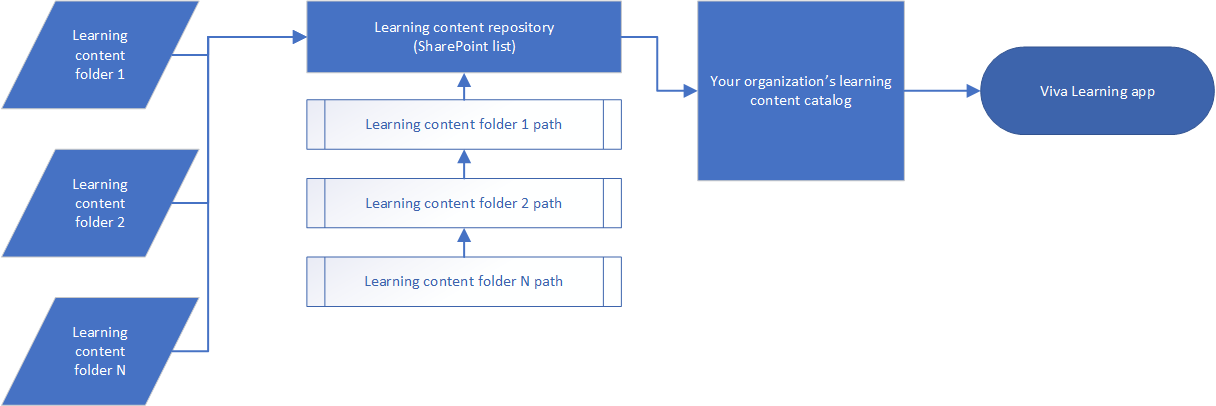 Learning
content
folder 1
Learning
content
folder 2
Learning
content
folder N
Learning content repository
(SharePoint list)
Learning content folder 1 path
Learning content folder 2 path
Learning content folder N path
Your organization’s learning
content catalog
Viva Learning app